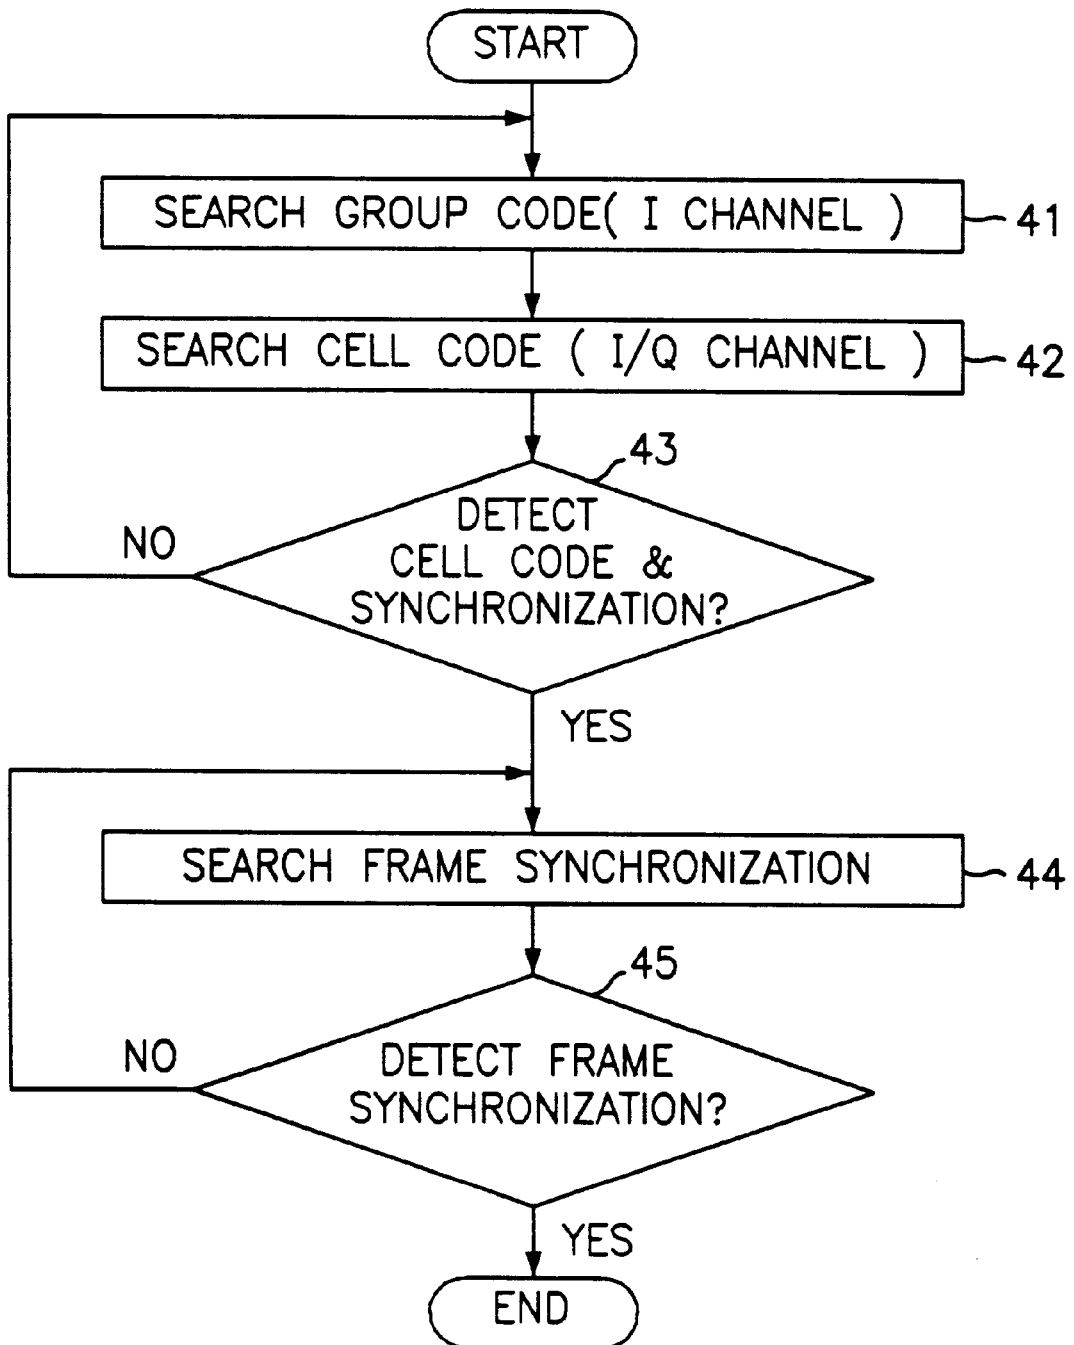 START
SEARCH GROUP CODE( I CHANNEL )
41
SEARCH CELL CODE ( I/Q CHANNEL )
42
43
DETECT
CELL CODE &
SYNCHRONIZATION?
NO
YES
SEARCH FRAME SYNCHRONIZATION
44
45
DETECT FRAME
SYNCHRONIZATION?
NO
YES
END